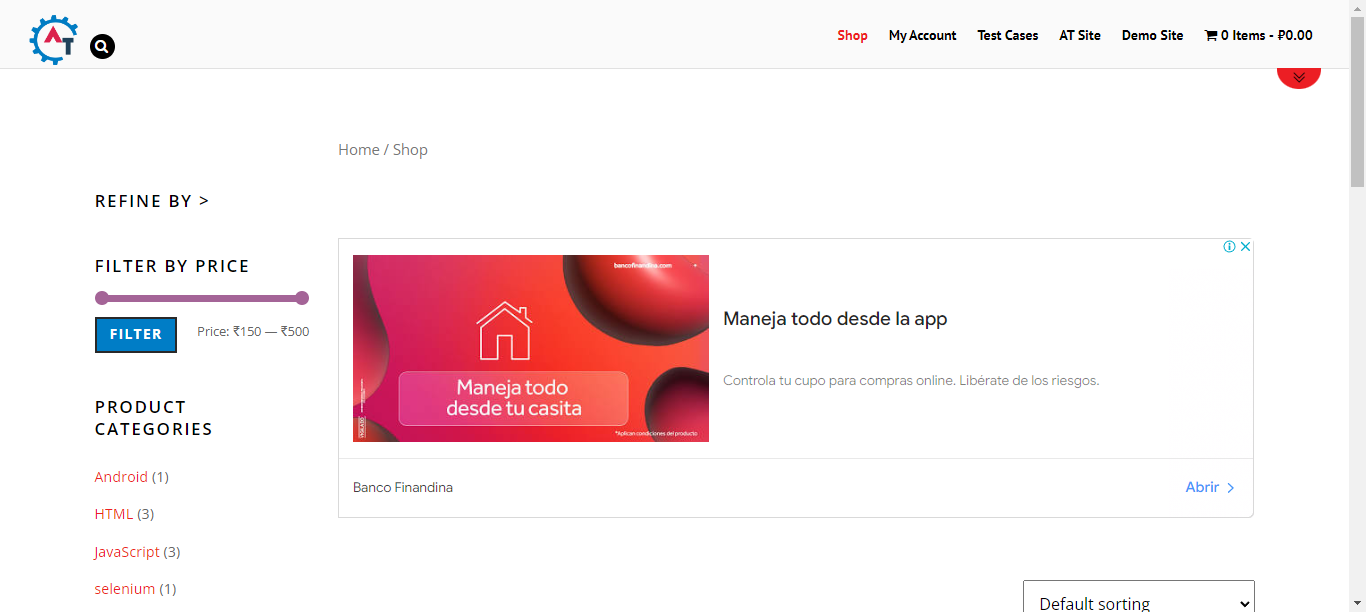 AT
Shop
My Account
Test Cases
AT Site
Demo Site
0 Items - ₽0.00
Home / Shop
REFINE BY >
FILTER BY PRICE
FILTER
Price: ₹150 — ₹500
PRODUCT
CATEGORIES
Android (1)
HTML (3)
JavaScript (3)
selenium (1)
bancofinandina.com
Maneja todo
desde tu casita
*Aplican condiciones del producto
Maneja todo desde la app
Controla tu cupo para compras online. Libérate de los riesgos.
Banco Finandina
Abrir
Default sorting